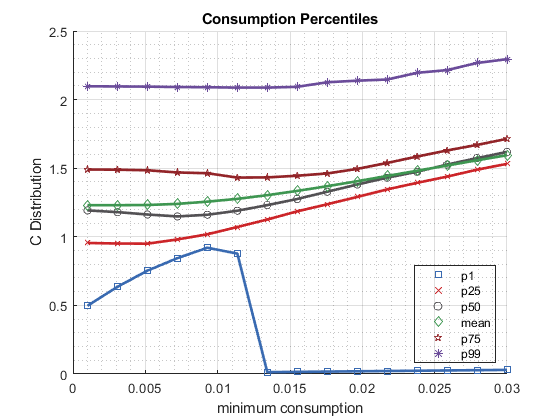 Consumption Percentiles
2.5
2
1.5
1
0.5
0
C Distribution
p1
p25
p50
mean
p75
p99
0 0.005 0.01 0.015 0.02 0.025 0.03
minimum consumption